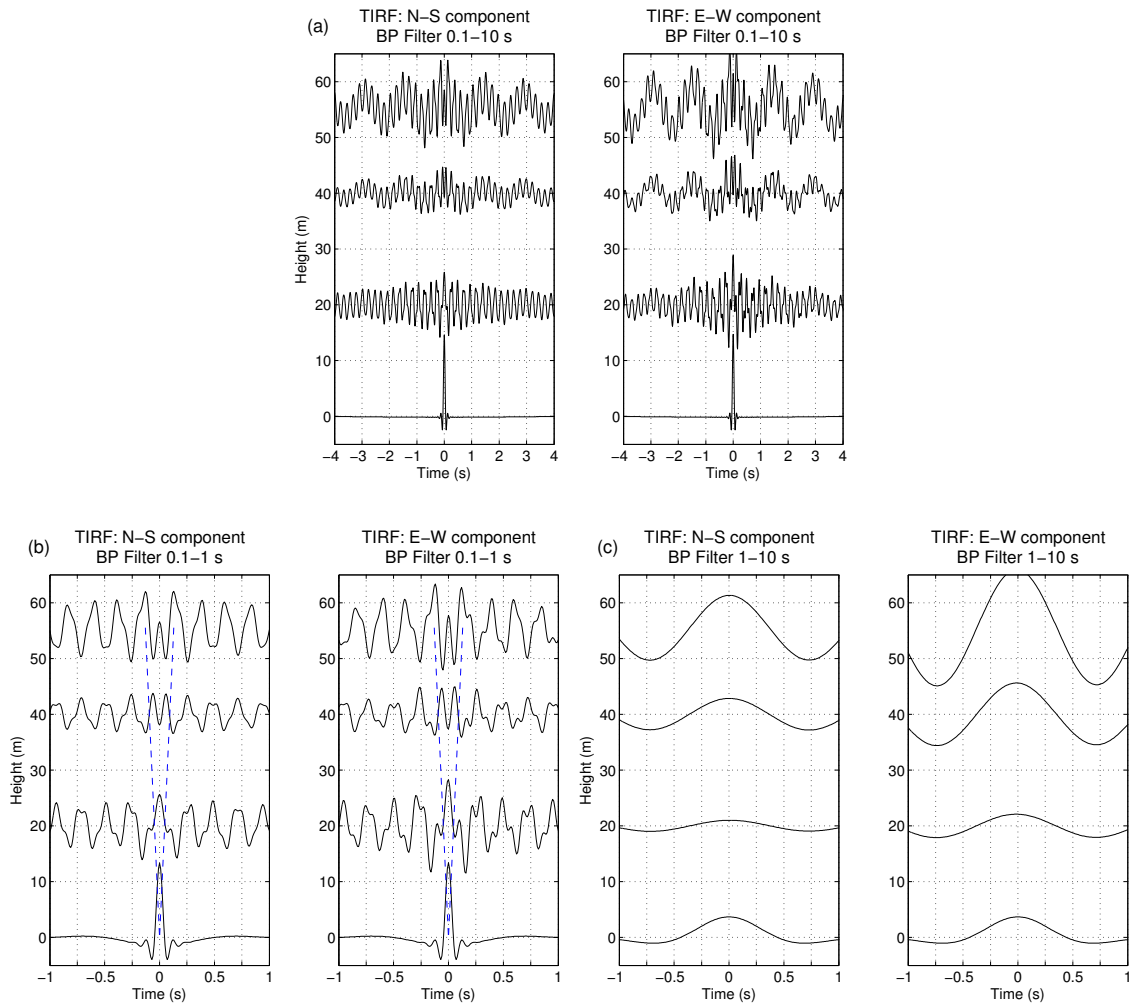 (a)
TIRF: N−S component
BP Filter 0.1−10 s
Height (m)
60
50
40
30
20
10
0
−4 −3 −2 −1 0 1 2 3 4
Time (s)
TIRF: E−W component
BP Filter 0.1−10 s
60
50
40
30
20
10
0
−4 −3 −2 −1 0 1 2 3 4
Time (s)
(b)
TIRF: N−S component
BP Filter 0.1−1 s
Height (m)
60
50
40
30
20
10
0
−1 −0.5 0 0.5 1
Time (s)
TIRF: E−W component
BP Filter 0.1−1 s
60
50
40
30
20
10
0
−1 −0.5 0 0.5 1
Time (s)
(c)
TIRF: N−S component
BP Filter 1−10 s
Height (m)
60
50
40
30
20
10
0
−1 −0.5 0 0.5 1
Time (s)
TIRF: E−W component
BP Filter 1−10 s
60
50
40
30
20
10
0
−1 −0.5 0 0.5 1
Time (s)